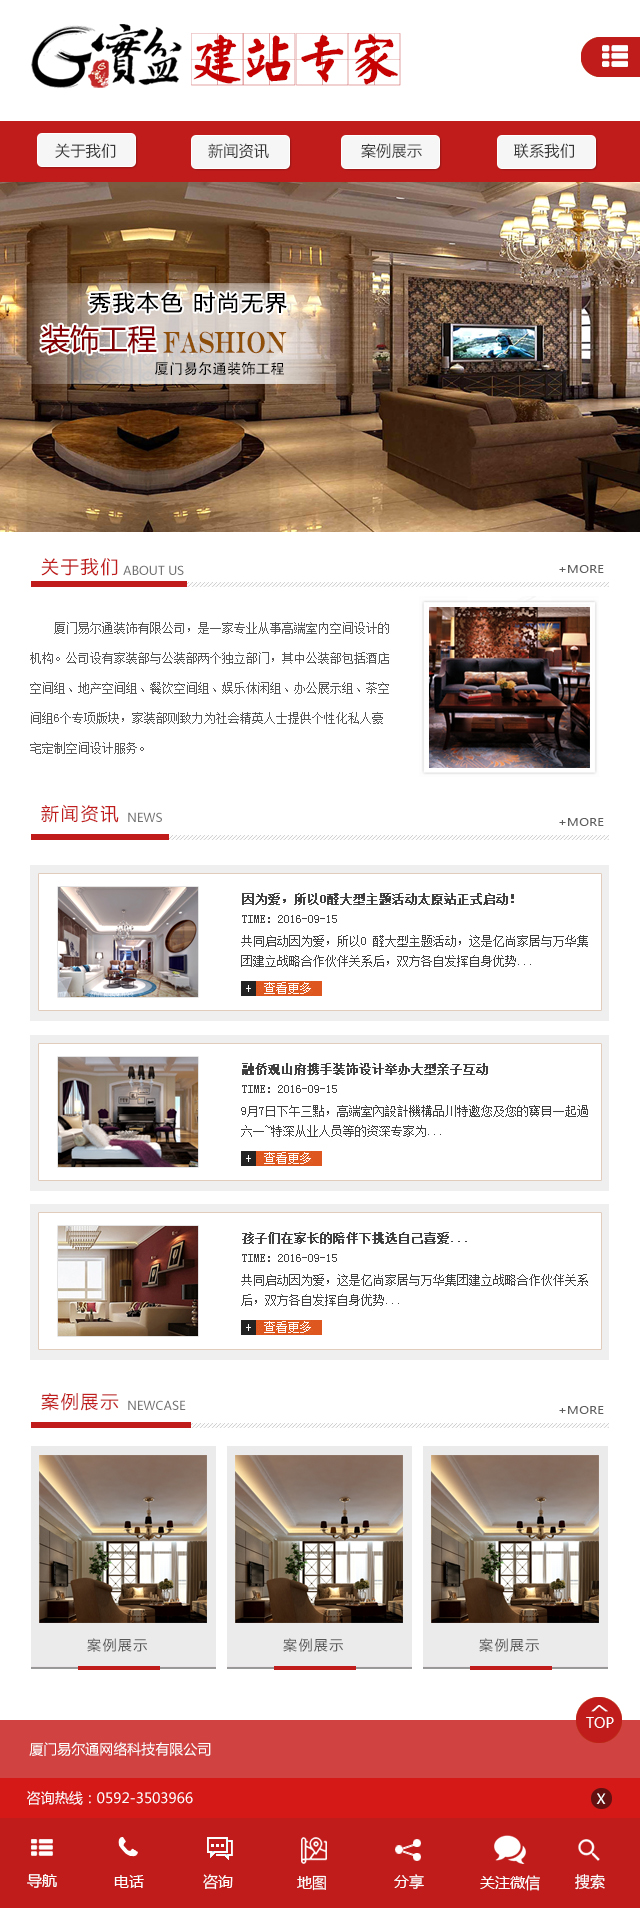 G寶盆 建站专家
关于我们 新闻资讯 案例展示 联系我们
秀我本色 时尚无界
装饰工程 FASHION
厦门易尔通装饰工程
关于我们 ABOUT US +MORE
厦门易尔通装饰有限公司，是一家专业从事高端室内空间设计的
机构。公司设有家装部与公装部两个独立部门，其中公装部包括酒店
空间组、地产空间组、餐饮空间组、娱乐休闲组、办公展示组、茶空
间组6个专项版块，家装部则致力为社会精英人士提供个性化私人豪
宅定制空间设计服务。
新闻资讯 NEWS +MORE
因为爱，所以0醛大型主题活动太原站正式启动！
TIME: 2016-09-15
共同启动因为爱，所以0 醛大型主题活动，这是亿尚家居与万华集
团建立战略合作伙伴关系后，双方各自发挥自身优势...
+ 查看更多
融侨观山府携手装饰设计举办大型亲子互动
TIME: 2016-09-15
9月7日下午三點，高端室內設計機構品川特邀您及您的寶目一起過
六一~特深从业人员等的资深专家为...
+ 查看更多
孩子们在家长的陪伴下挑选自己喜爱...
TIME: 2016-09-15
共同启动因为爱，这是亿尚家居与万华集团建立战略合作伙伴关系
后，双方各自发挥自身优势...
+ 查看更多
案例展示 NEWCASE +MORE
案例展示 案例展示 案例展示
TOP
厦门易尔通网络科技有限公司
咨询热线：0592-3503966 X
导航 电话 咨询 地图 分享 关注微信 搜索